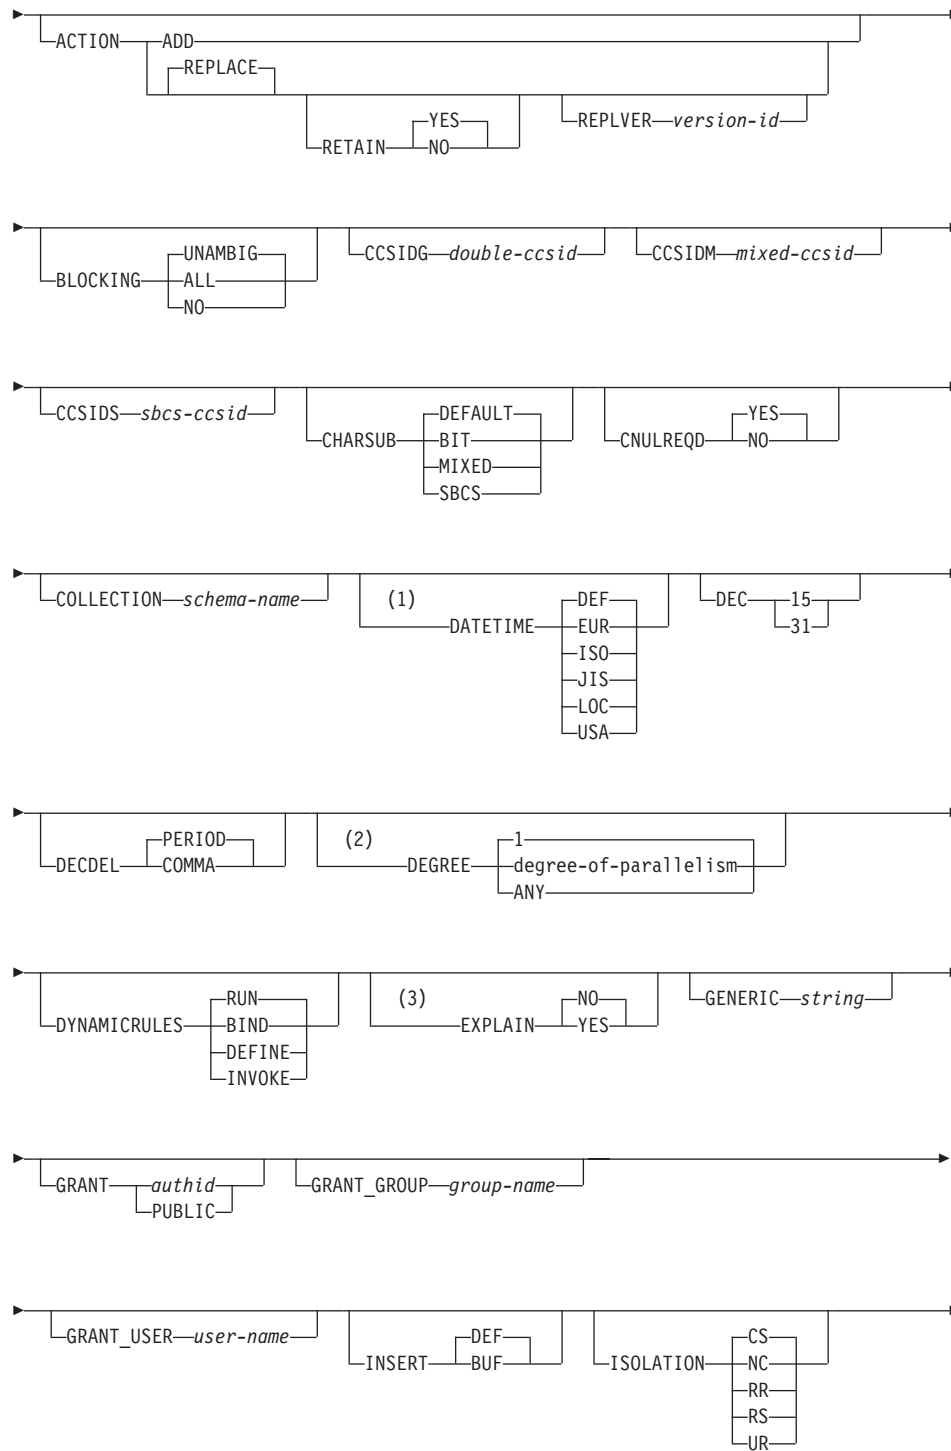 ACTION ADD
REPLACE
YES REPLVER version-id
RETAIN NO
UNAMBIG CCSIDG double-ccsid CCSIDM mixed-ccsid
BLOCKING ALL
NO
CCSIDS sbcs-ccsid DEFAULT YES
CHARSUB BIT CNULREQD NO
MIXED
SBCS
COLLECTION schema-name (1) DEF DEC 15
DATETIME EUR 31
ISO
JIS
LOC
USA
PERIOD (2) 1
DECDEL COMMA DEGREE degree-of-parallelism
ANY
RUN (3) NO GENERIC string
DYNAMICRULES BIND EXPLAIN YES
DEFINE
INVOKE
GRANT authid GRANT_GROUP group-name
PUBLIC
GRANT_USER user-name DEF CS
INSERT BUF ISOLATION NC
RR
RS
UR